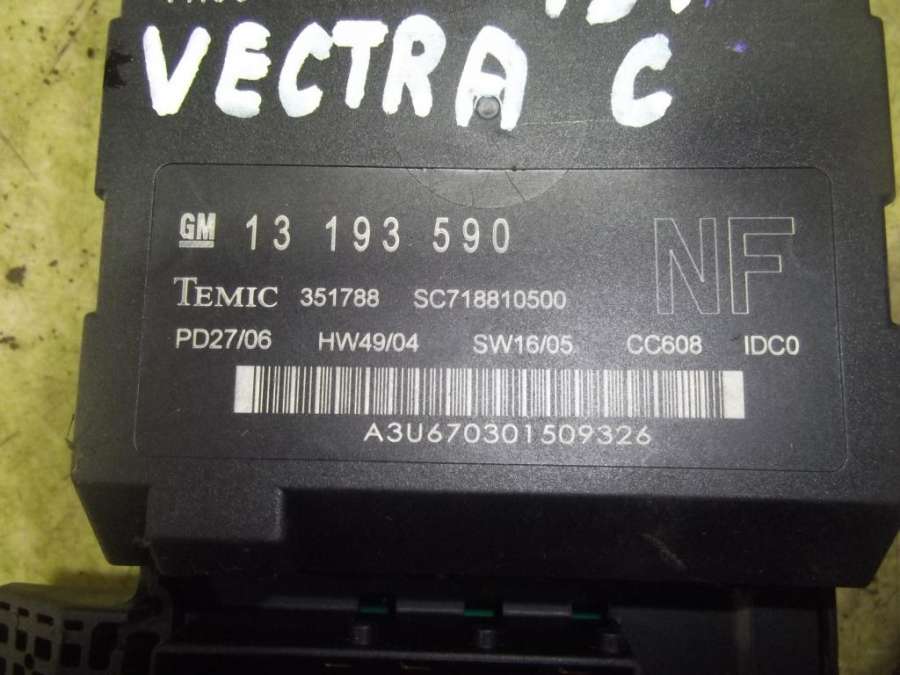 VECTRA C
GM 13 193 590 NF
TEMIC 351788 SC718810500
PD27/06 HW49/04 SW16/05 CC608 IDC0
A3U670301509326